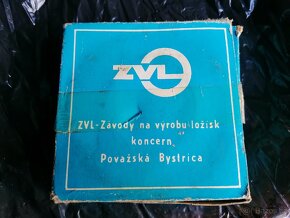 ZVL
ZVL-Závody na výrobu ložísk
koncern
Považská Bystrica